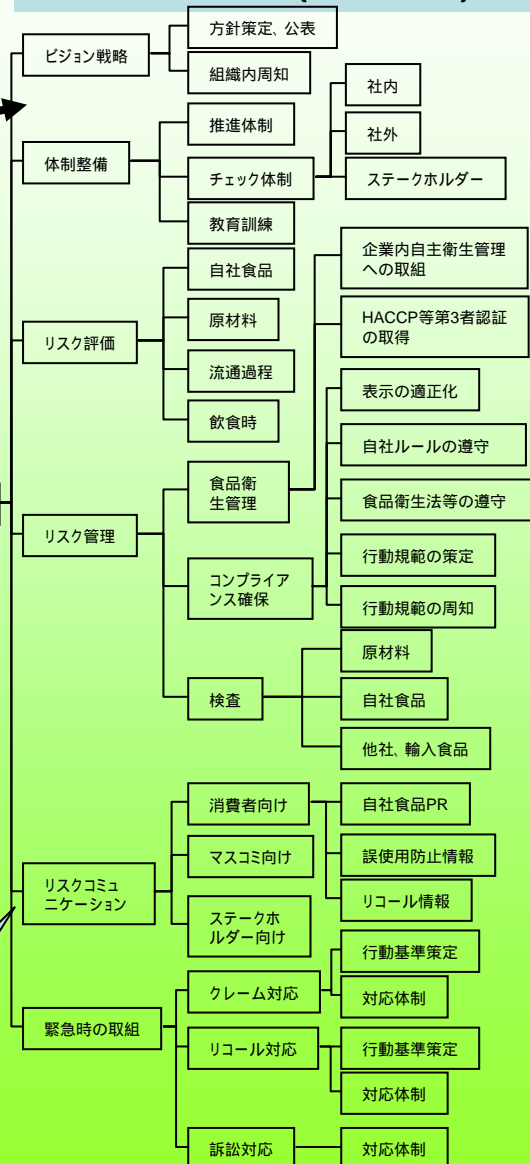 ビジョン戦略
方針策定、公表
組織内周知
体制整備
推進体制
チェック体制
社内
社外
ステークホルダー
教育訓練
リスク評価
自社食品
原材料
流通過程
飲食時
リスク管理
食品衛
生管理
企業内自主衛生管理
への取組
HACCP等第3者認証
の取得
コンプライア
ンス確保
表示の適正化
自社ルールの遵守
食品衛生法等の遵守
行動規範の策定
行動規範の周知
検査
原材料
自社食品
他社、輸入食品
リスクコミュ
ニケーション
消費者向け
自社食品PR
誤使用防止情報
リコール情報
マスコミ向け
ステークホ
ルダー向け
緊急時の取組
クレーム対応
行動基準策定
対応体制
リコール対応
行動基準策定
対応体制
訴訟対応
対応体制